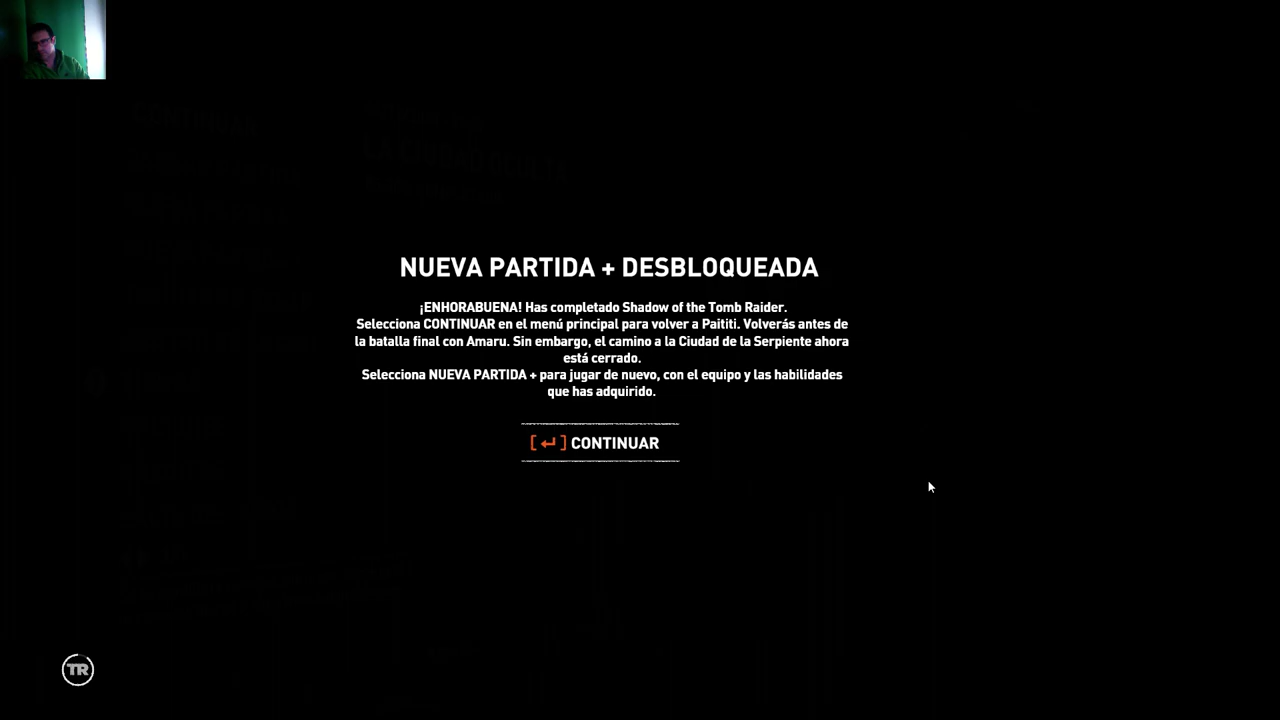 LA CIUDAD OCULTA
NUEVA PARTIDA + DESBLOQUEADA
¡ENHORABUENA! Has completado Shadow of the Tomb Raider.
Selecciona CONTINUAR en el menú principal para volver a Paititi. Volverás antes de
la batalla final con Amaru. Sin embargo, el camino a la Ciudad de la Serpiente ahora
está cerrado.
Selecciona NUEVA PARTIDA + para jugar de nuevo, con el equipo y las habilidades
que has adquirido.
[↵] CONTINUAR
TR